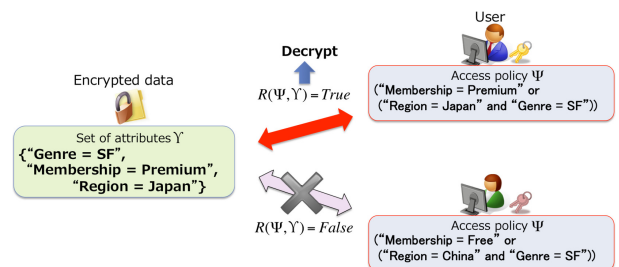 User
Decrypt
Encrypted data
R(Ψ,ϒ) = True
Access policy Ψ
(“Membership = Premium” or
(“Region = Japan” and “Genre = SF”))
Set of attributes ϒ
{“Genre = SF”,
“Membership = Premium”,
“Region = Japan”}
R(Ψ,ϒ) = False
Access policy Ψ
(“Membership = Free” or
(“Region = China” and “Genre = SF”))